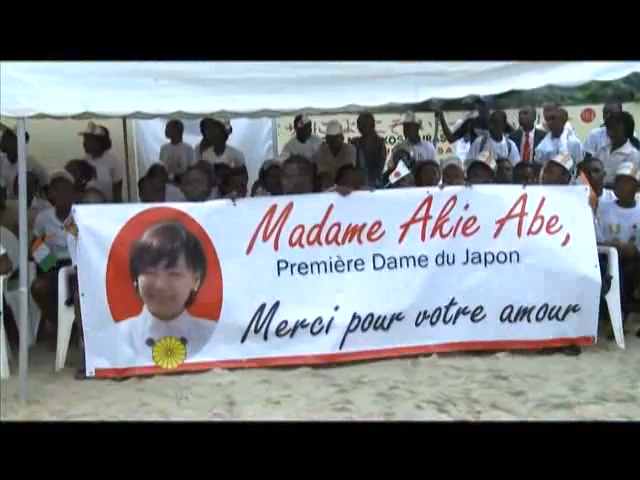 Madame Akie Abe,
Première Dame du Japon
Merci pour votre amour